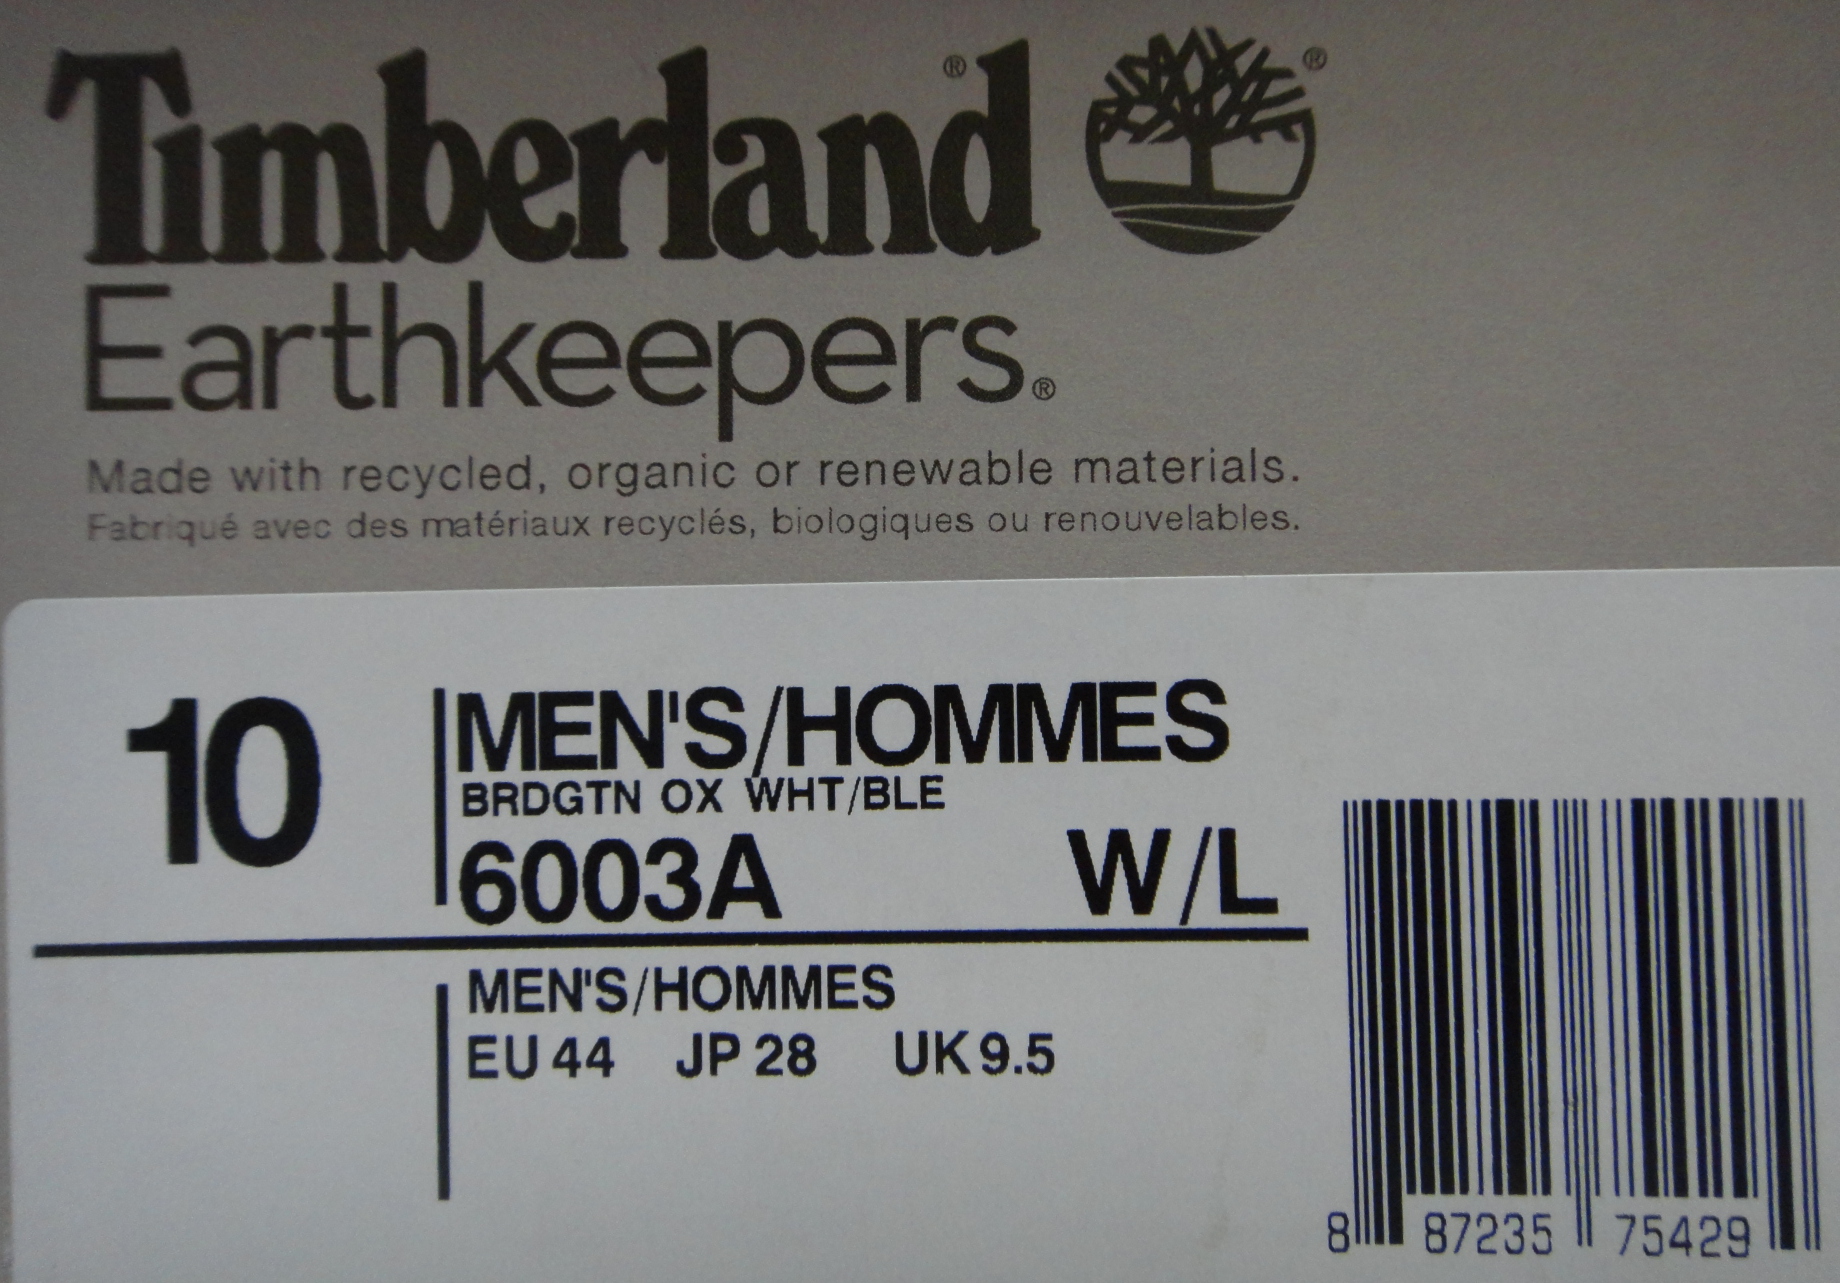 Timberland®
Earthkeepers®
Made with recycled, organic or renewable materials.
Fabriqué avec des matériaux recyclés, biologiques ou renouvelables.
10
MEN'S/HOMMES
BRDGTN OX WHT/BLE
6003A W/L
MEN'S/HOMMES
EU 44 JP 28 UK 9.5
8 87235 75429